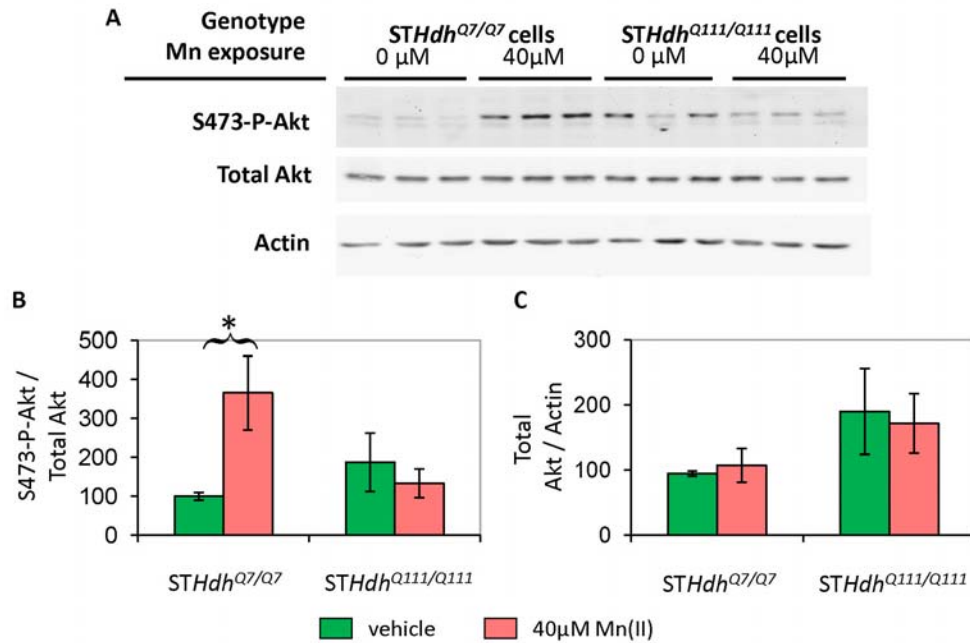 A
Genotype
STHdhQ7/Q7 cells
STHdhQ111/Q111 cells
Mn exposure
0 µM
40µM
0 µM
40µM
S473-P-Akt
Total Akt
Actin
B
S473-P-Akt /
Total Akt
500
400
300
200
100
0
*
STHdhQ7/Q7
STHdhQ111/Q111
C
Total
Akt / Actin
300
200
100
0
STHdhQ7/Q7
STHdhQ111/Q111
vehicle
40µM Mn(II)